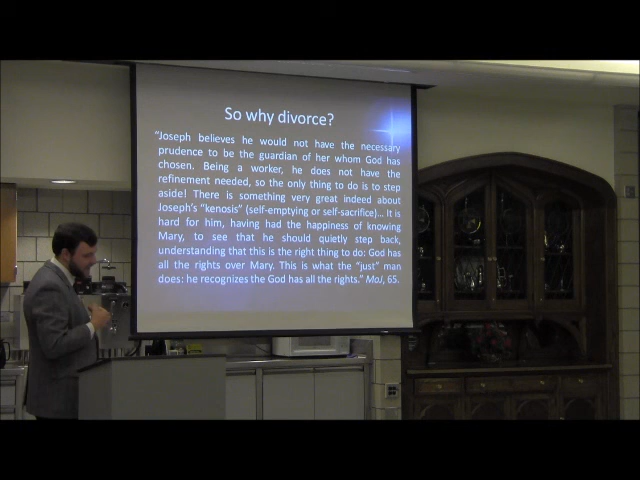 So why divorce?
“Joseph believes he would not have the necessary
prudence to be the guardian of her whom God has
chosen. Being a worker, he does not have the
refinement needed, so the only thing to do is to step
aside! There is something very great indeed about
Joseph’s “kenosis” (self-emptying or self-sacrifice)… It is
hard for him, having had the happiness of knowing
Mary, to see that he should quietly step back,
understanding that this is the right thing to do: God has
all the rights over Mary. This is what the “just” man
does: he recognizes the God has all the rights.” MoJ, 65.